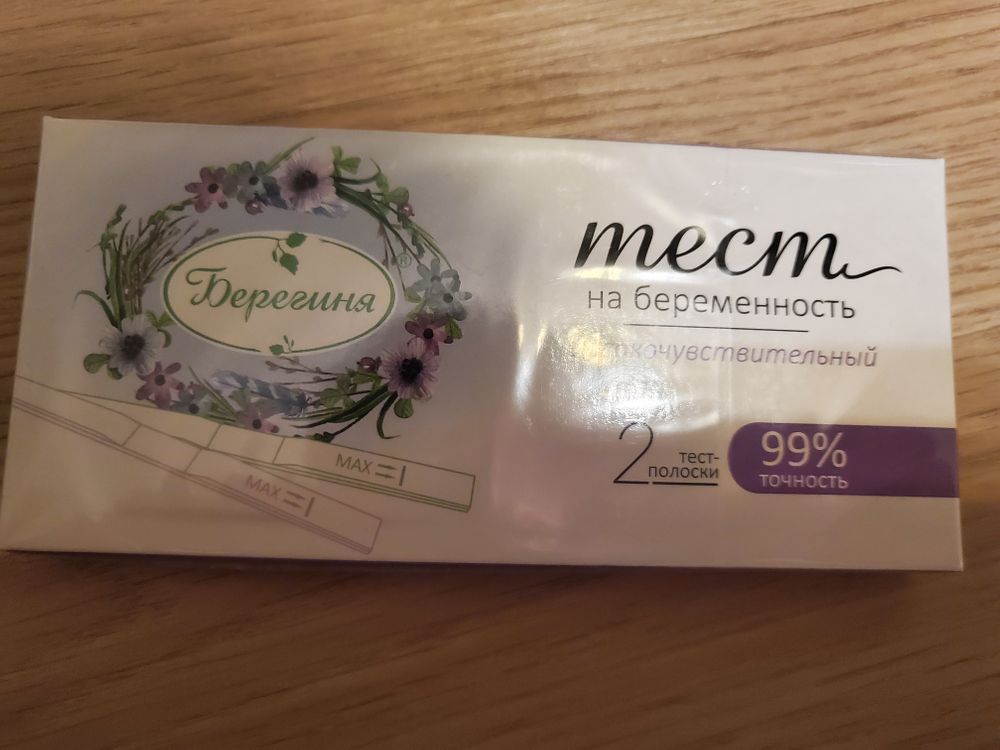 Берегиня
®
тест
на беременность
2 тест-
полоски
99%
точность
MAX
MAX